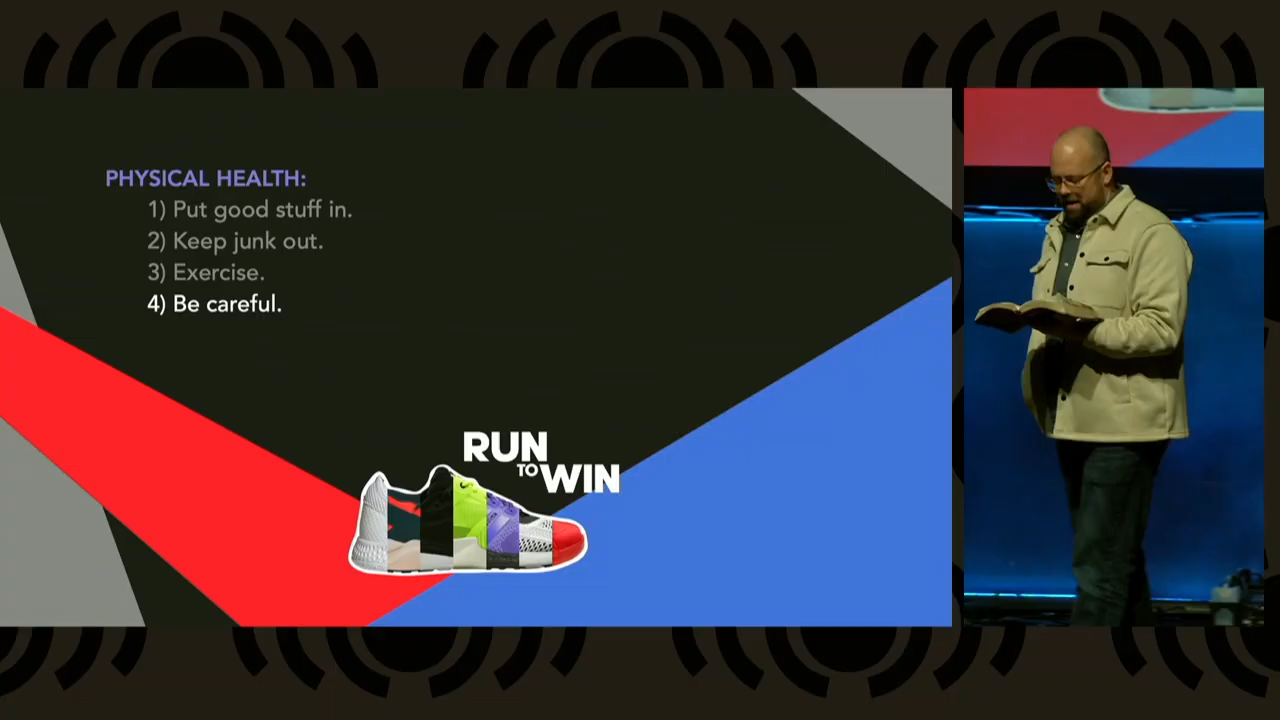 PHYSICAL HEALTH:
1) Put good stuff in.
2) Keep junk out.
3) Exercise.
4) Be careful.
RUN
TO WIN